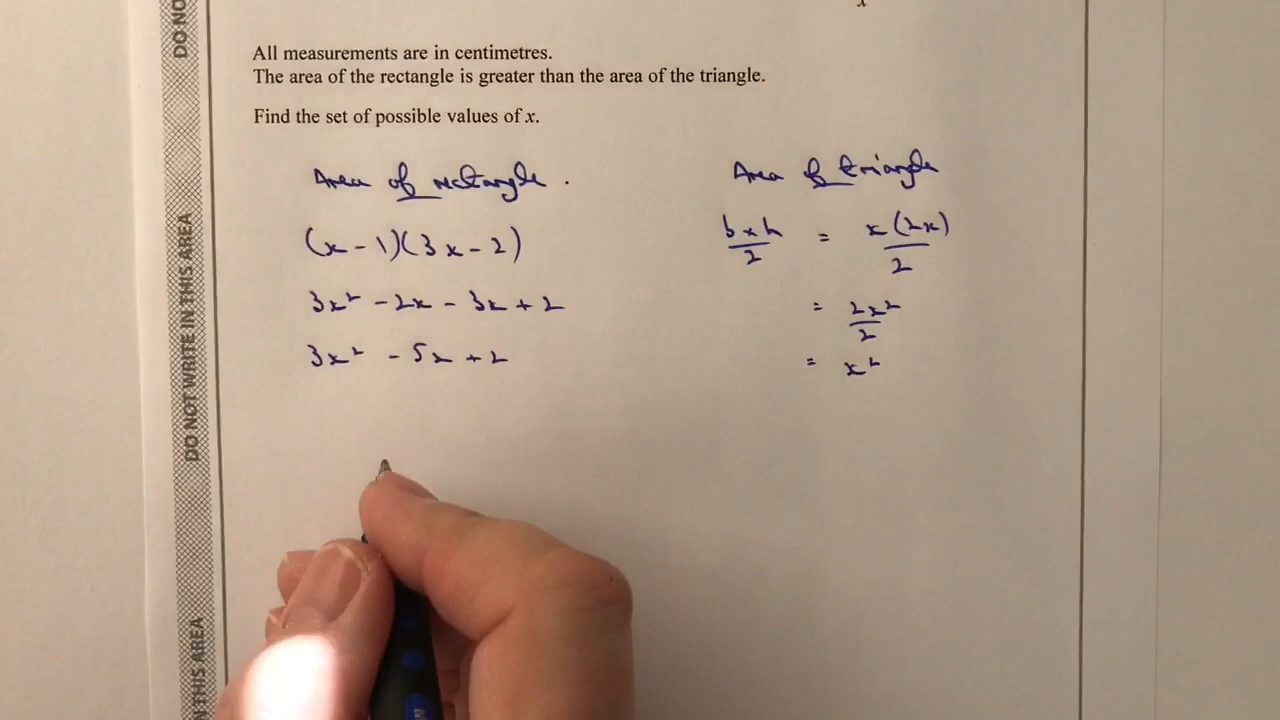 x
All measurements are in centimetres.
The area of the rectangle is greater than the area of the triangle.
Find the set of possible values of x.
Area of rectangle.
(x - 1)(3x - 2)
3x² - 2x - 3x + 2
3x² - 5x + 2
Area of triangle
b x h / 2 = x(2x) / 2
= 2x² / 2
= x²
DO NO
DO NOT WRITE IN THIS AREA
N THIS AREA
M